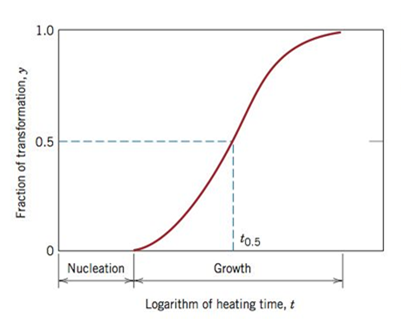 1.0
Fraction of transformation, y
0.5
t0.5
0
Nucleation
Growth
Logarithm of heating time, t